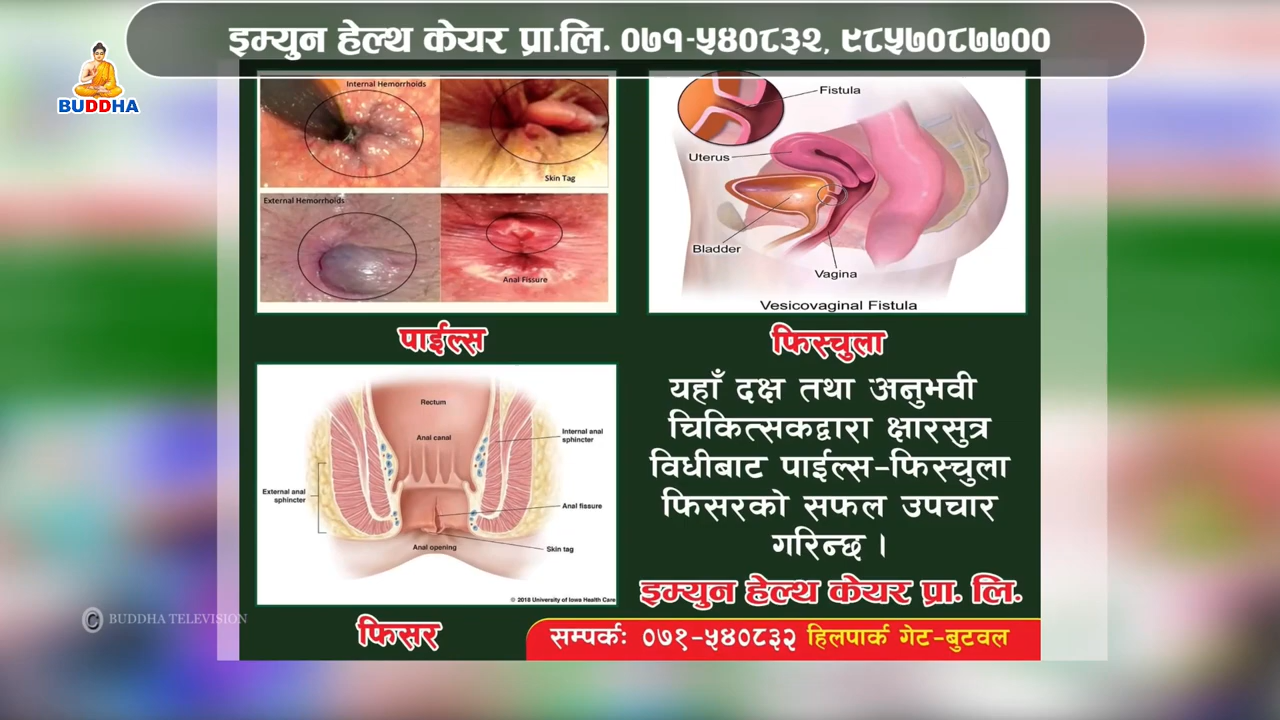 इम्युन हेल्थ केयर प्रा.लि. ०७१-५४०८३२, ९८५७०८७७००
BUDDHA
Internal Hemorrhoids
Skin Tag
External Hemorrhoids
Anal Fissure
पाईल्स
Fistula
Uterus
Bladder
Vagina
Vesicovaginal Fistula
फिस्चुला
Rectum
Anal canal
Internal anal
sphincter
External anal
sphincter
Anal fissure
Anal opening
Skin tag
© 2018 University of Iowa Health Care
फिसर
यहाँ दक्ष तथा अनुभवी
चिकित्सकद्वारा क्षारसुत्र
विधीबाट पाईल्स-फिस्चुला
फिसरको सफल उपचार
गरिन्छ ।
इम्युन हेल्थ केयर प्रा. लि.
सम्पर्कः ०७१-५४०८३२ हिलपार्क गेट-बुटवल
© BUDDHA TELEVISION